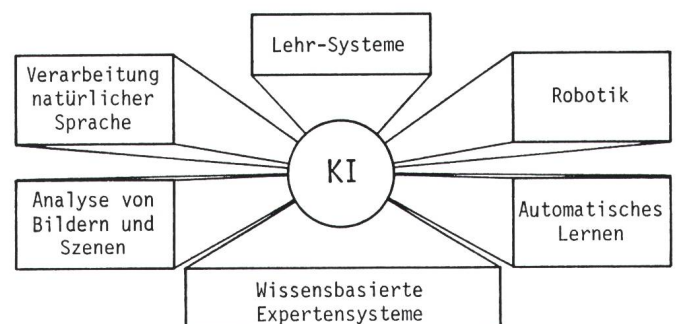 Lehr-Systeme
Verarbeitung
natürlicher
Sprache
Robotik
KI
Analyse von
Bildern und
Szenen
Automatisches
Lernen
Wissensbasierte
Expertensysteme